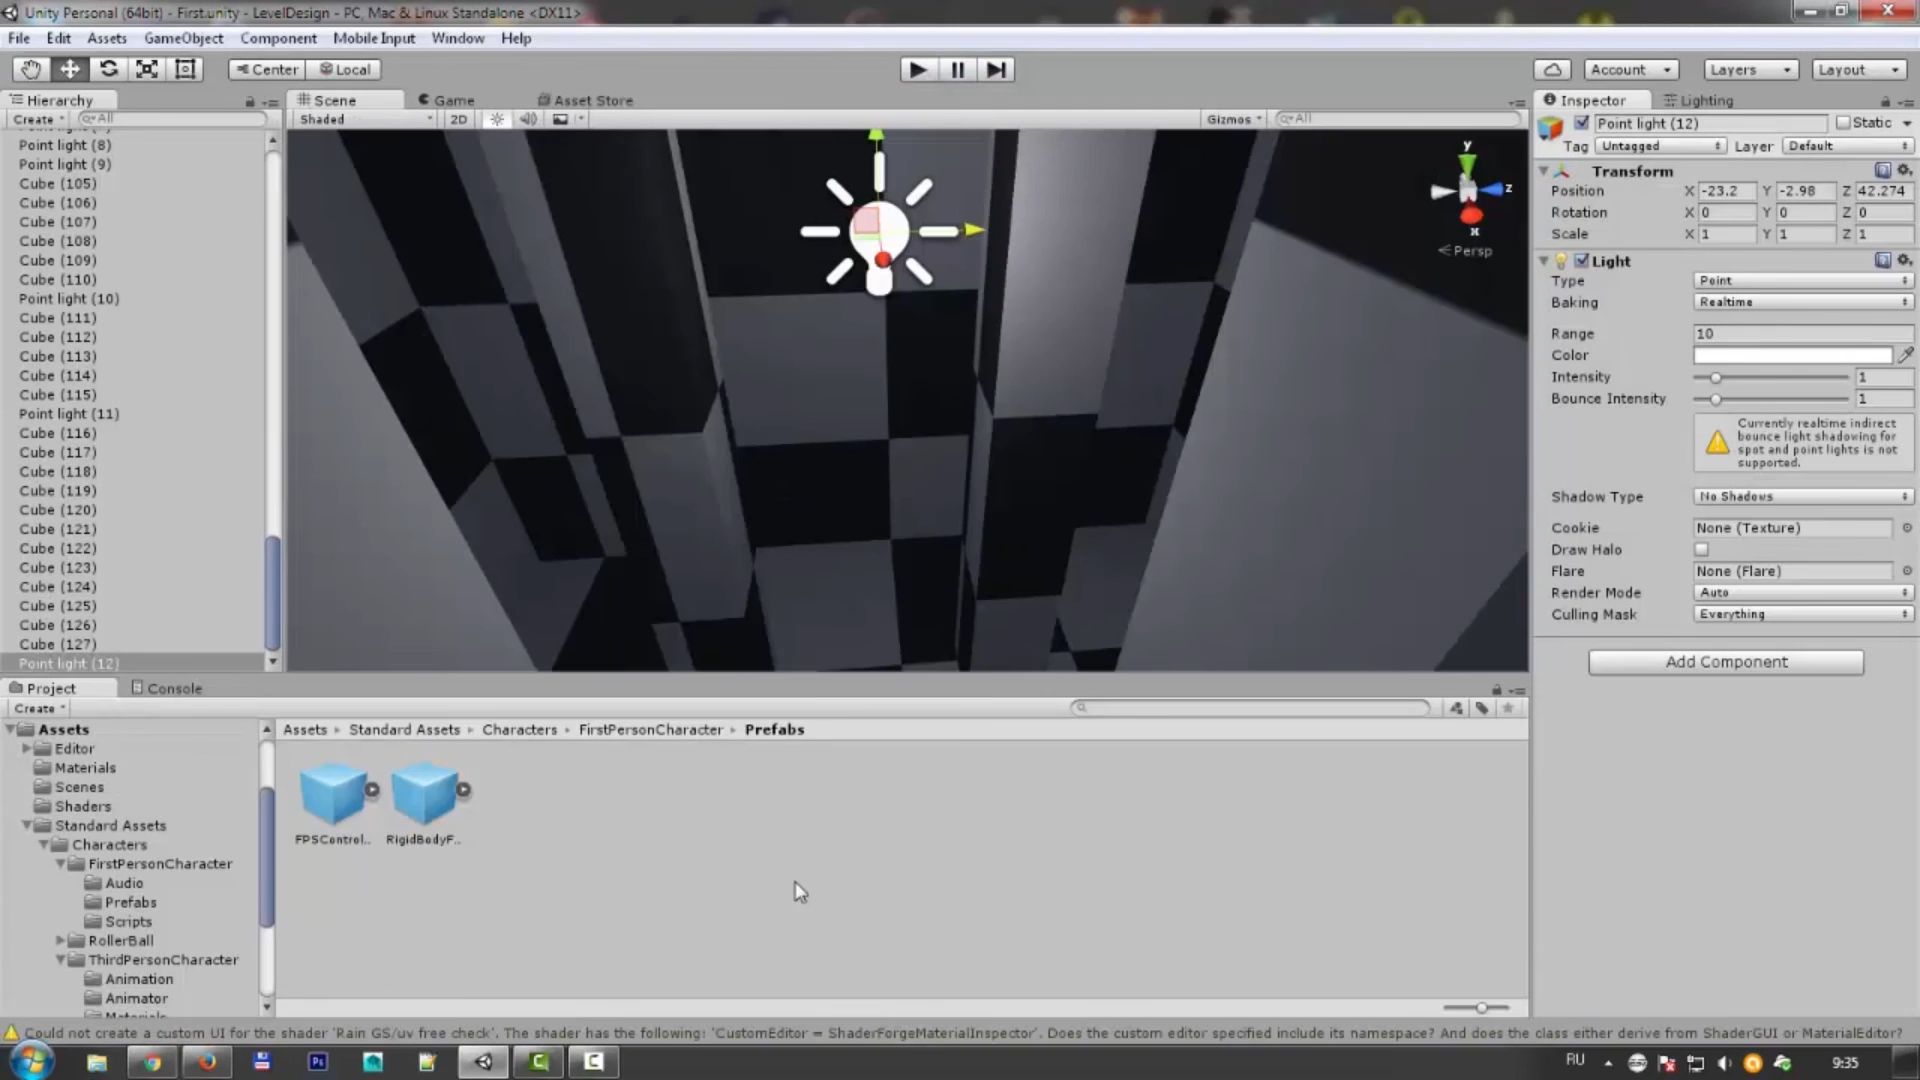 Unity Personal (64bit) - First.unity - LevelDesign - PC, Mac & Linux Standalone <DX11>
File Edit Assets GameObject Component Mobile Input Window Help
Center Local
Account Layers Layout
Hierarchy
Create All
Point light (8)
Point light (9)
Cube (105)
Cube (106)
Cube (107)
Cube (108)
Cube (109)
Cube (110)
Point light (10)
Cube (111)
Cube (112)
Cube (113)
Cube (114)
Cube (115)
Point light (11)
Cube (116)
Cube (117)
Cube (118)
Cube (119)
Cube (120)
Cube (121)
Cube (122)
Cube (123)
Cube (124)
Cube (125)
Cube (126)
Cube (127)
Point light (12)
Scene Game Asset Store
Shaded 2D Gizmos All
y
z
x
Persp
Inspector Lighting
Point light (12) Static
Tag Untagged Layer Default
Transform
Position X -23.2 Y -2.98 Z 42.274
Rotation X 0 Y 0 Z 0
Scale X 1 Y 1 Z 1
Light
Type Point
Baking Realtime
Range 10
Color
Intensity 1
Bounce Intensity 1
Currently realtime indirect
bounce light shadowing for
spot and point lights is not
supported.
Shadow Type No Shadows
Cookie None (Texture)
Draw Halo
Flare None (Flare)
Render Mode Auto
Culling Mask Everything
Add Component
Project Console
Create
Assets
Editor
Materials
Scenes
Shaders
Standard Assets
Characters
FirstPersonCharacter
Audio
Prefabs
Scripts
RollerBall
ThirdPersonCharacter
Animation
Animator
Assets Standard Assets Characters FirstPersonCharacter Prefabs
FPSControl.. RigidBodyF..
Could not create a custom UI for the shader 'Rain GS/uv free check'. The shader has the following: 'CustomEditor = ShaderForgeMaterialInspector'. Does the custom editor specified include its namespace? And does the class either derive from ShaderGUI or MaterialEditor?
Ps
RU 9:35